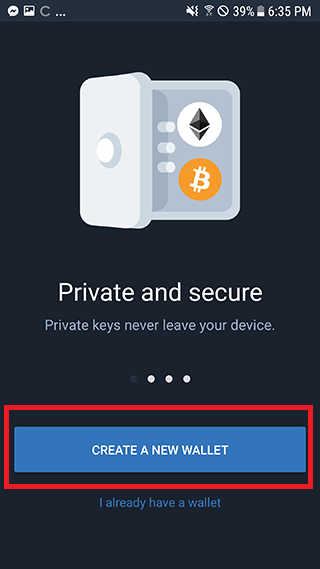 ... 39% 6:35 PM
Private and secure
Private keys never leave your device.
CREATE A NEW WALLET
I already have a wallet